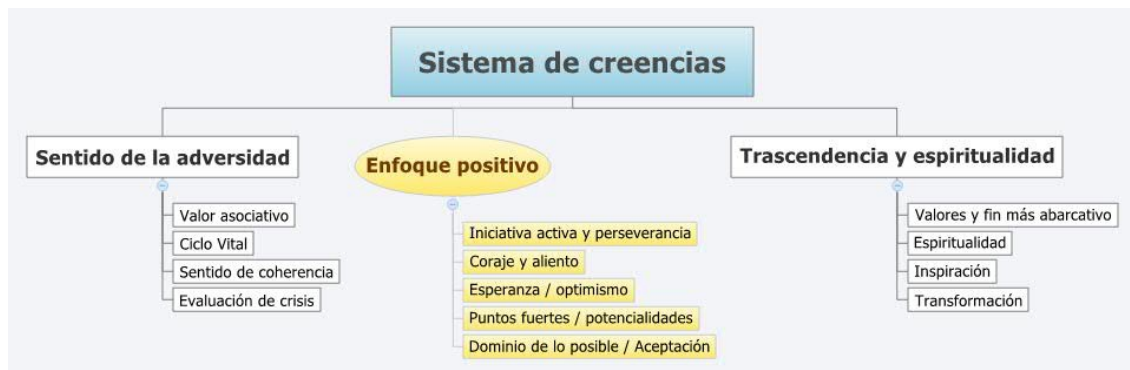 Sistema de creencias
Sentido de la adversidad
Valor asociativo
Ciclo Vital
Sentido de coherencia
Evaluación de crisis
Enfoque positivo
Iniciativa activa y perseverancia
Coraje y aliento
Esperanza / optimismo
Puntos fuertes / potencialidades
Dominio de lo posible / Aceptación
Trascendencia y espiritualidad
Valores y fin más abarcativo
Espiritualidad
Inspiración
Transformación